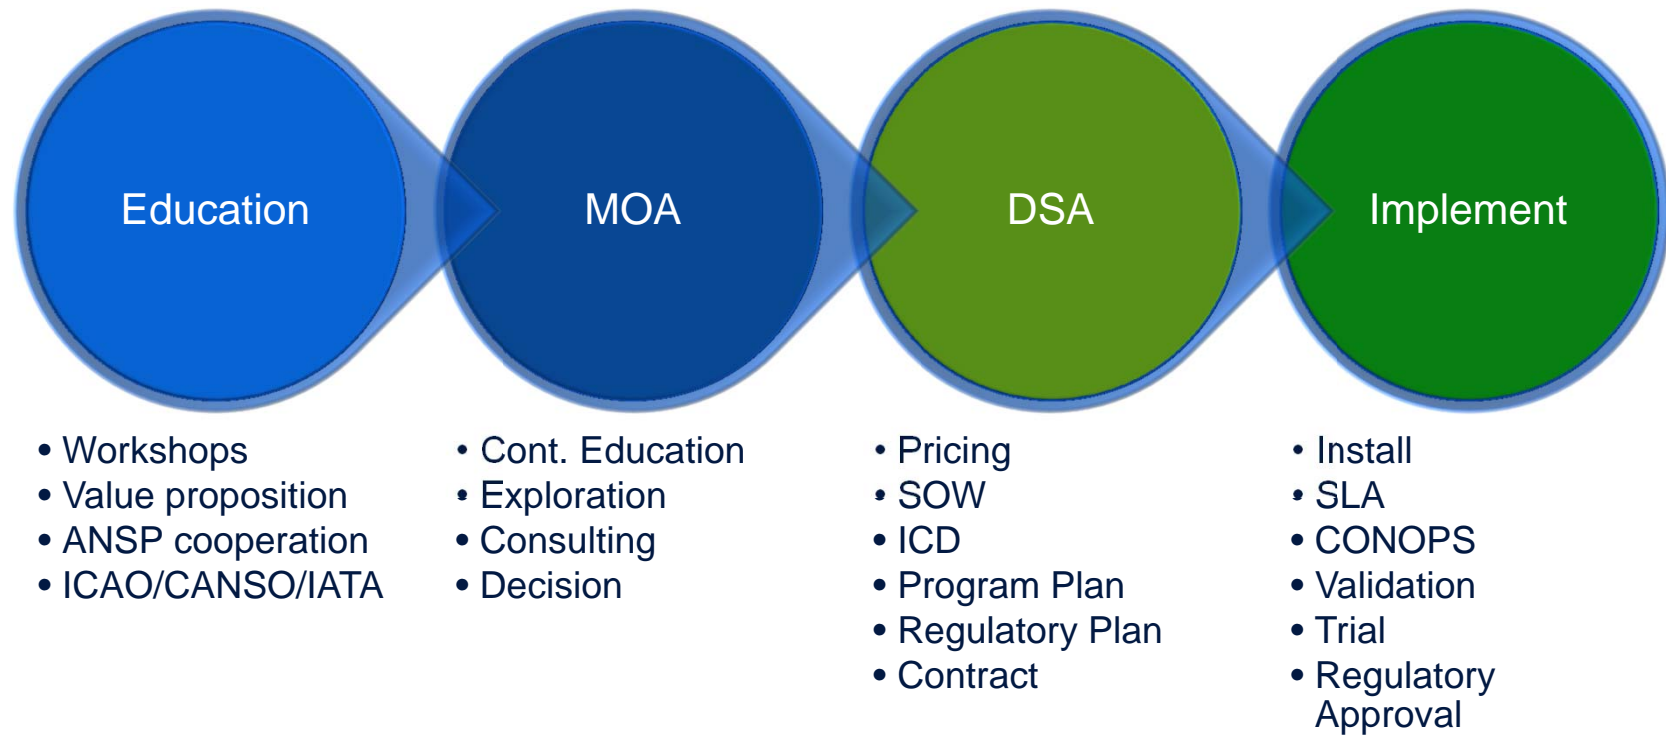 Education
MOA
DSA
Implement
• Workshops
• Value proposition
• ANSP cooperation
• ICAO/CANSO/IATA
• Cont. Education
• Exploration
• Consulting
• Decision
• Pricing
• SOW
• ICD
• Program Plan
• Regulatory Plan
• Contract
• Install
• SLA
• CONOPS
• Validation
• Trial
• Regulatory
Approval